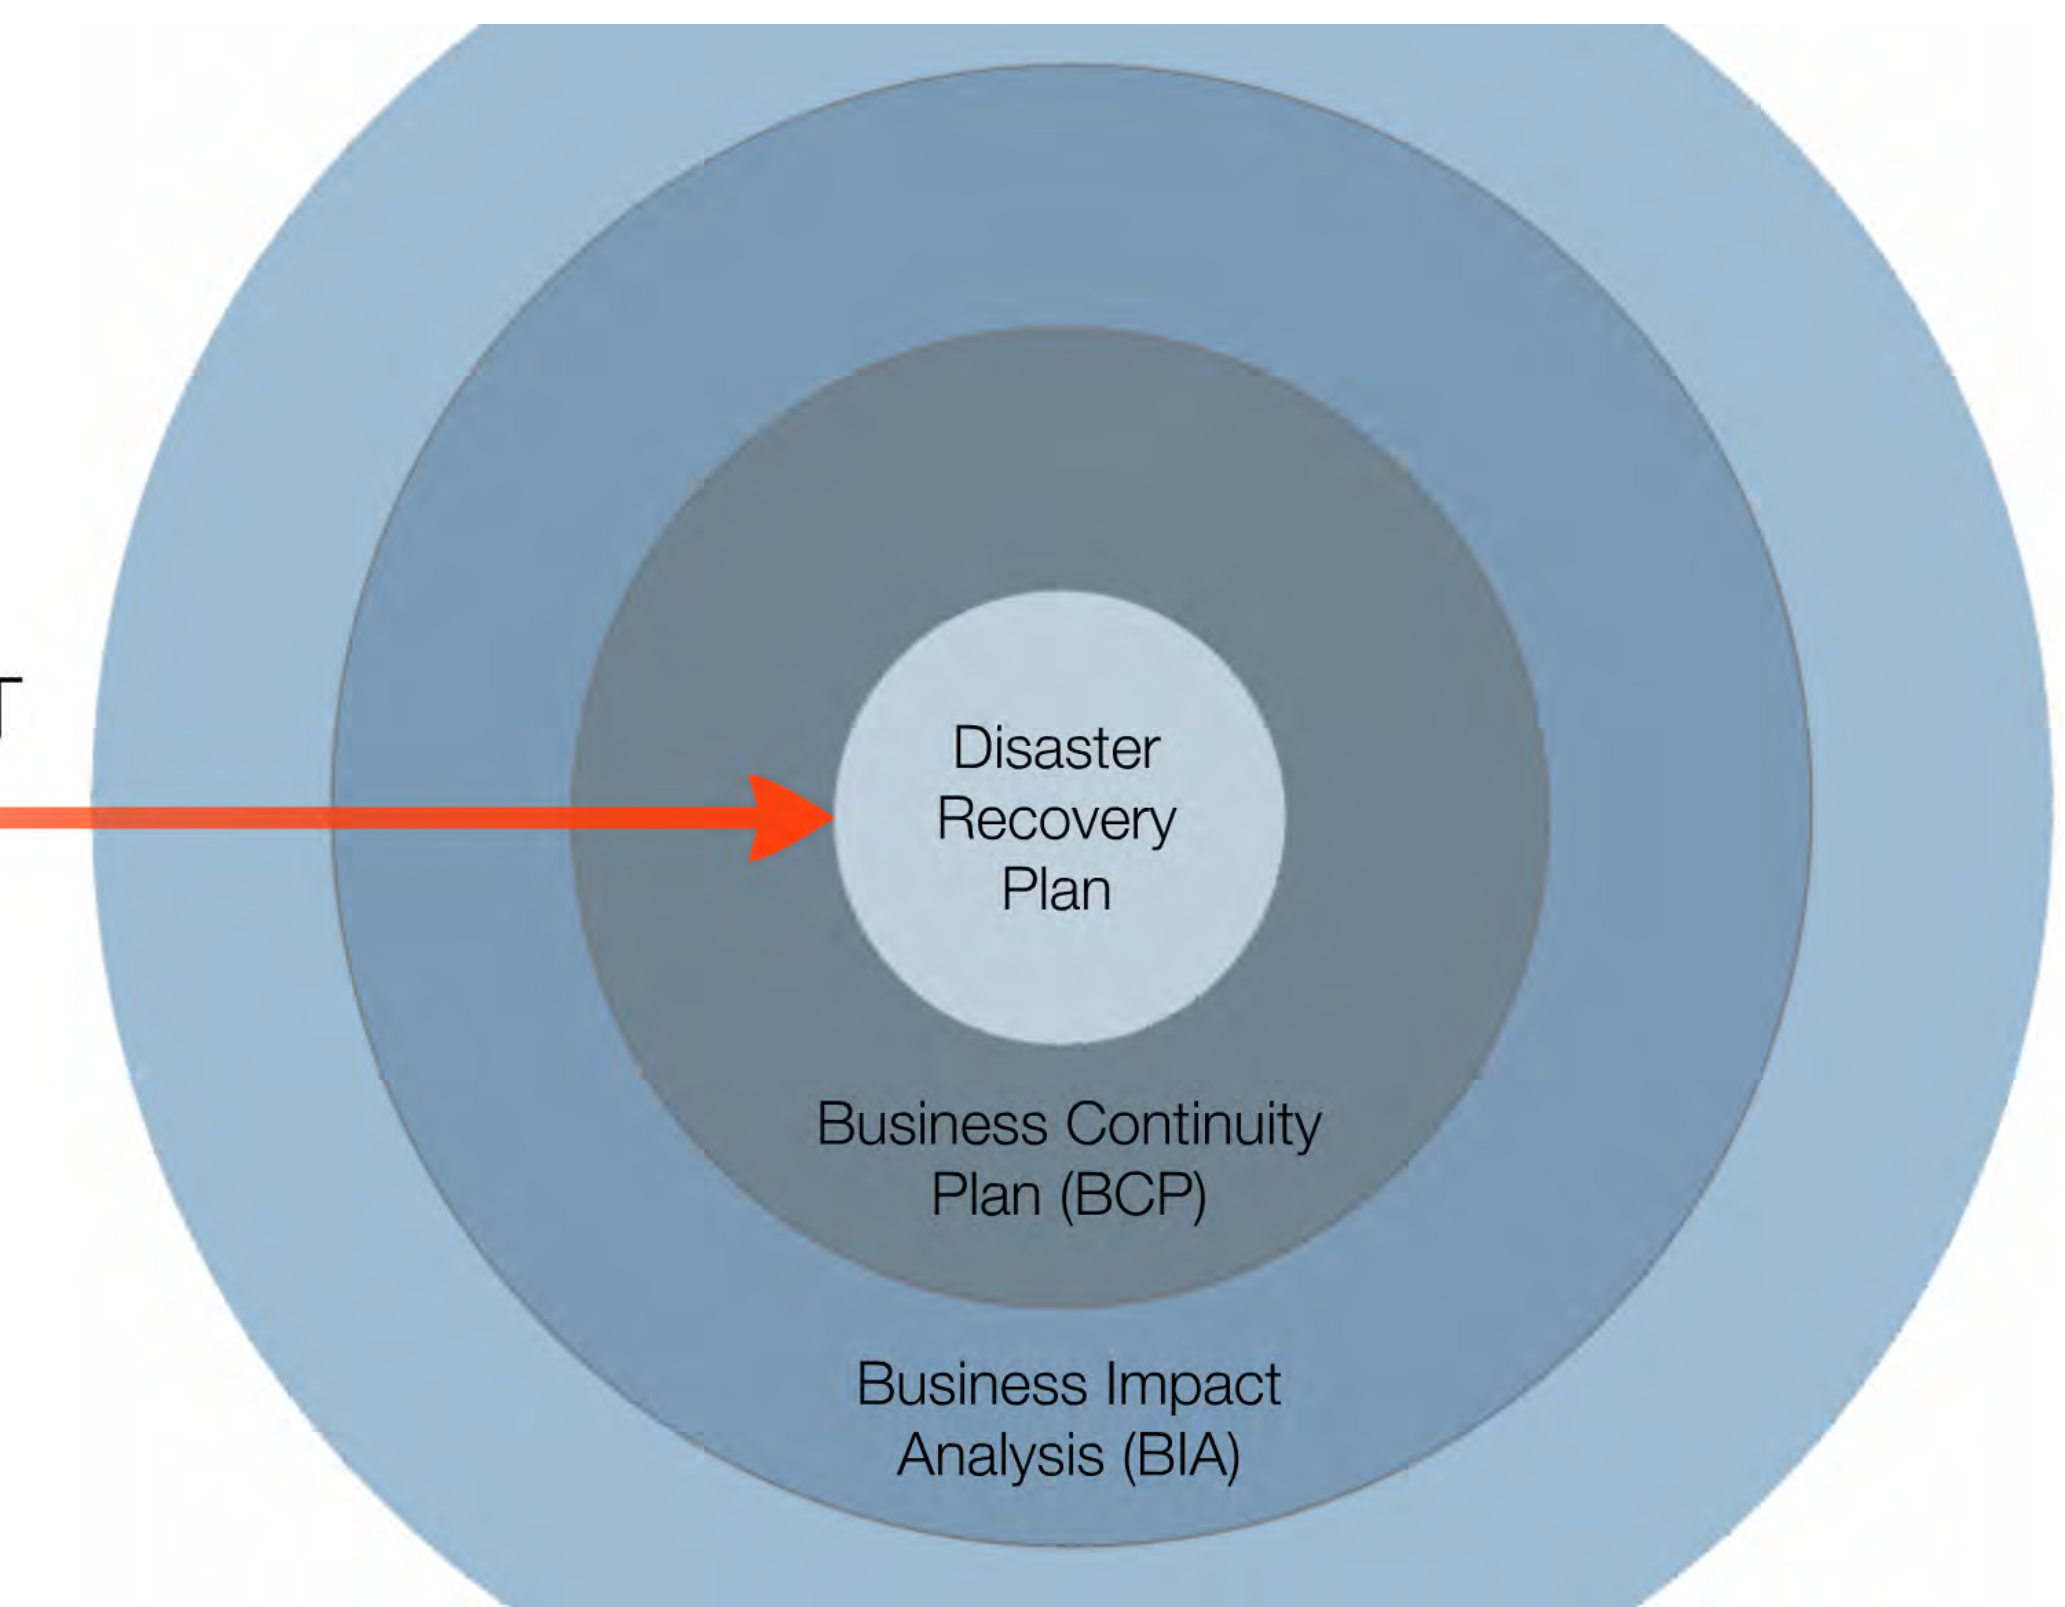 Disaster
Recovery
Plan
Business Continuity
Plan (BCP)
Business Impact
Analysis (BIA)